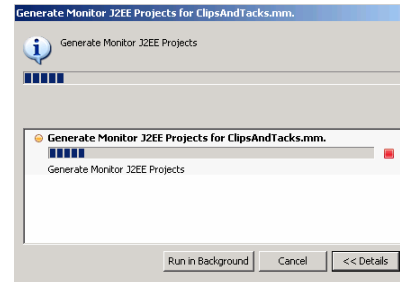 Generate Monitor J2EE Projects for ClipsAndTacks.mm.
Generate Monitor J2EE Projects
Generate Monitor J2EE Projects for ClipsAndTacks.mm.
Generate Monitor J2EE Projects
Run in Background
Cancel
<< Details